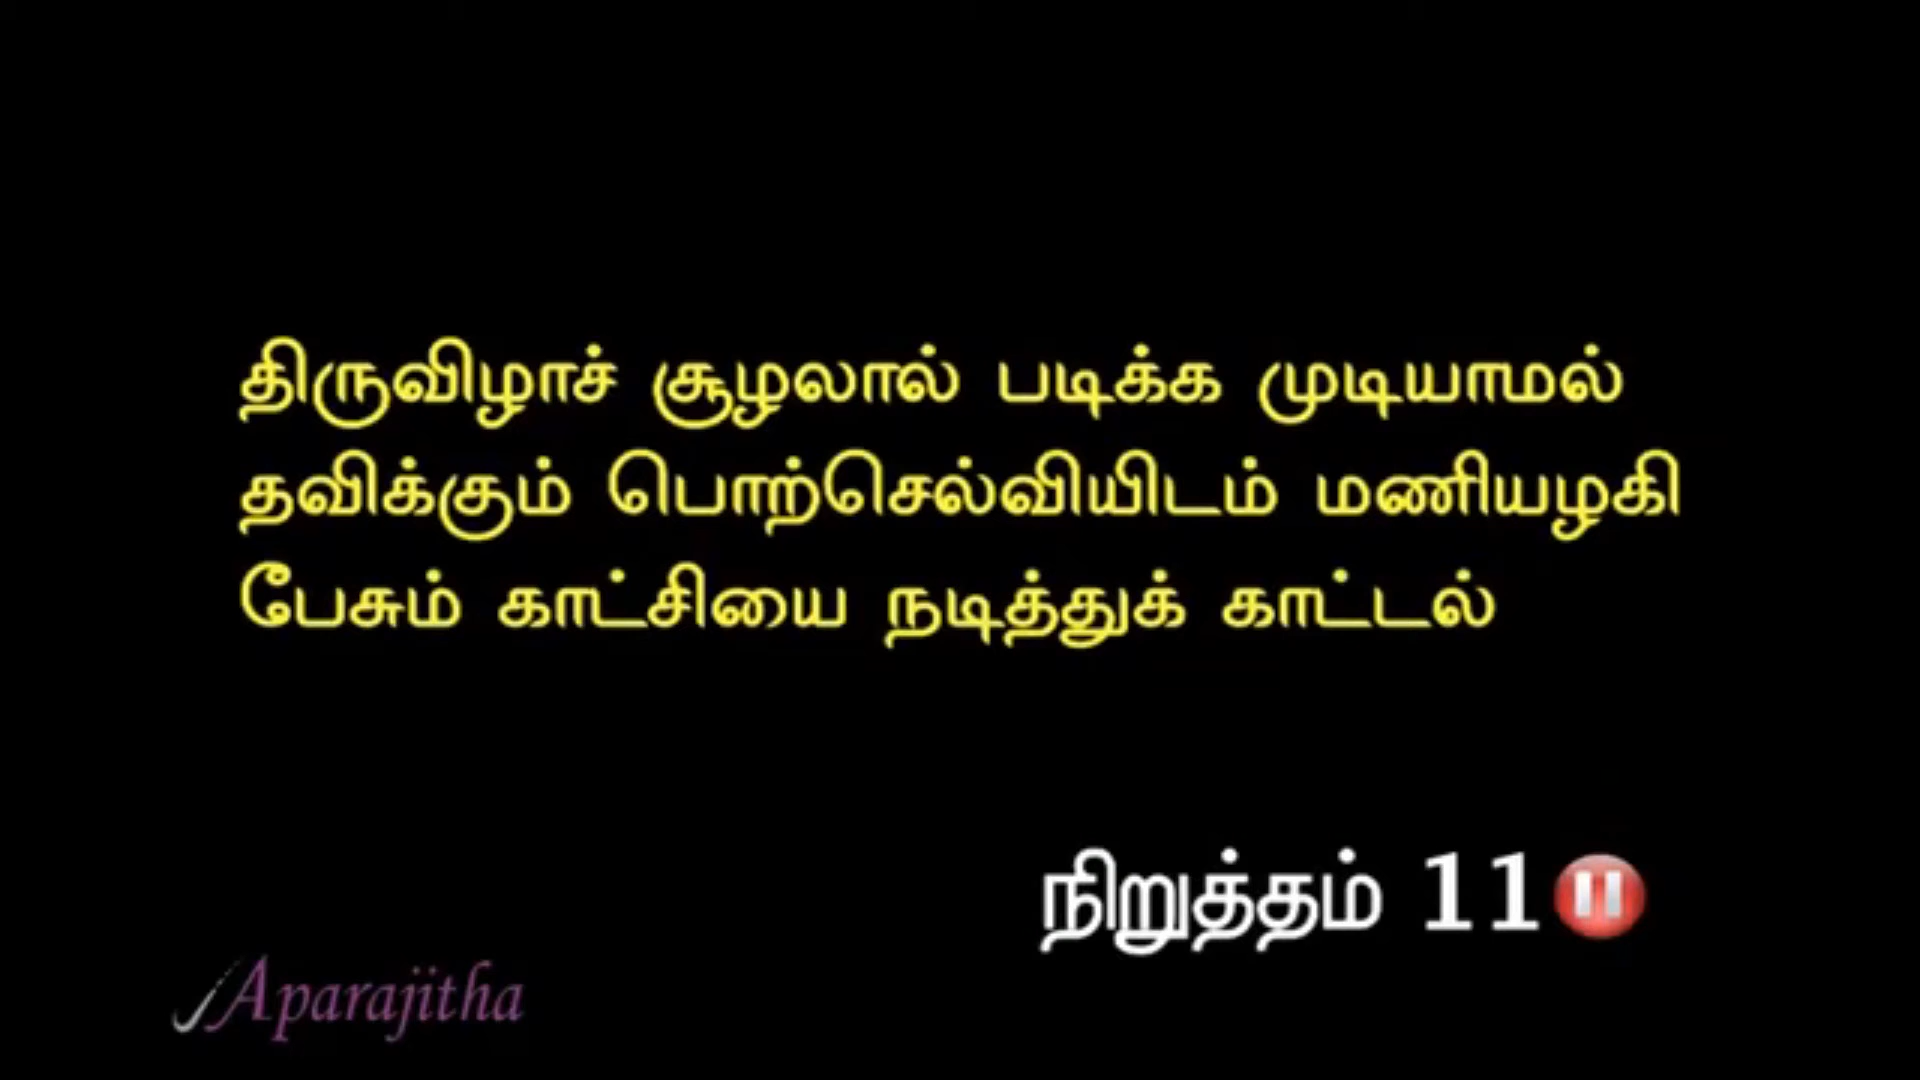 திருவிழாச் சூழலால் படிக்க முடியாமல்
தவிக்கும் பொற்செல்வியிடம் மணியழகி
பேசும் காட்சியை நடித்துக் காட்டல்
நிறுத்தம் 11
Aparajitha